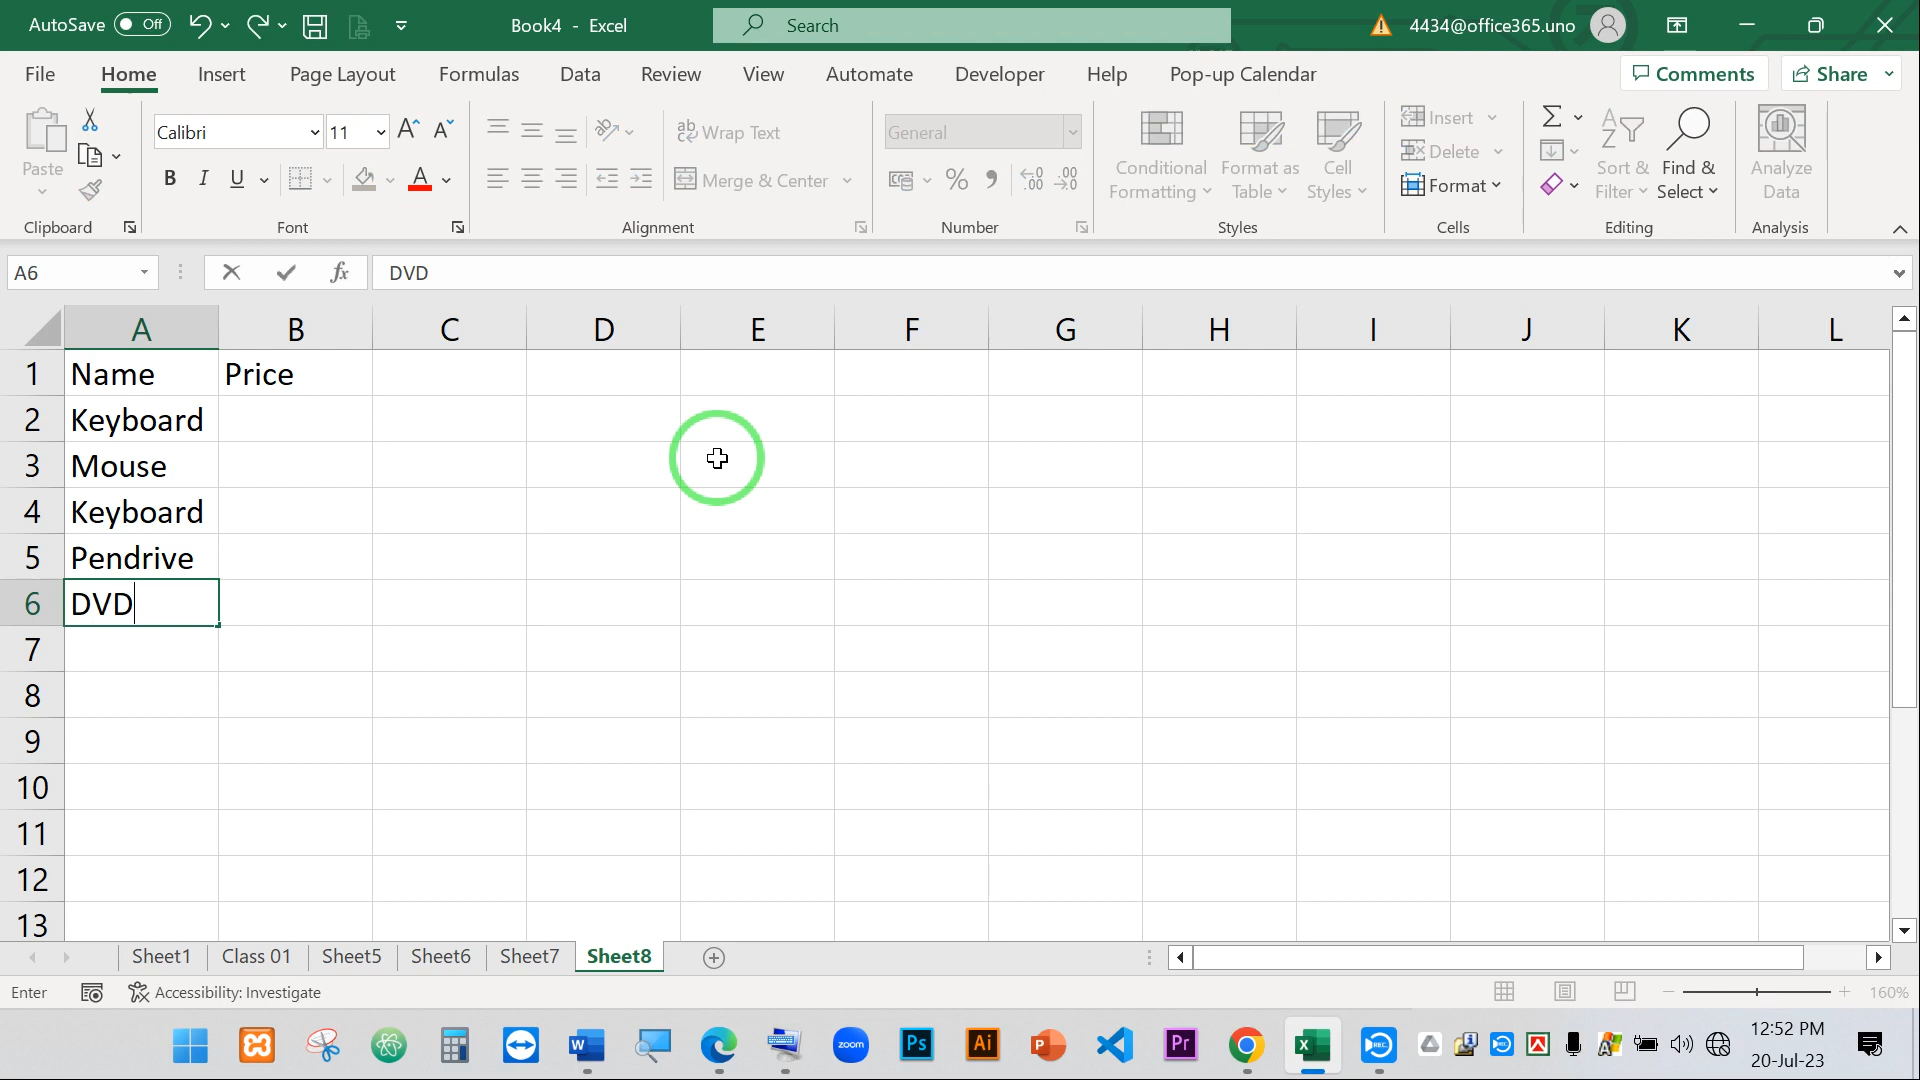 AutoSave Off Book4 - Excel Search 4434@office365.uno
File Home Insert Page Layout Formulas Data Review View Automate Developer Help Pop-up Calendar Comments Share
Calibri 11 Wrap Text General Insert
Paste Conditional Format as Cell Delete Sort & Find & Analyze
B I U A Merge & Center % Formatting Table Styles Format Filter Select Data
Clipboard Font Alignment Number Styles Cells Editing Analysis
A6 fx DVD
A B C D E F G H I J K L
1 Name Price
2 Keyboard
3 Mouse
4 Keyboard
5 Pendrive
6 DVD
7
8
9
10
11
12
13
Sheet1 Class 01 Sheet5 Sheet6 Sheet7 Sheet8
Enter Accessibility: Investigate 160%
12:52 PM
20-Jul-23